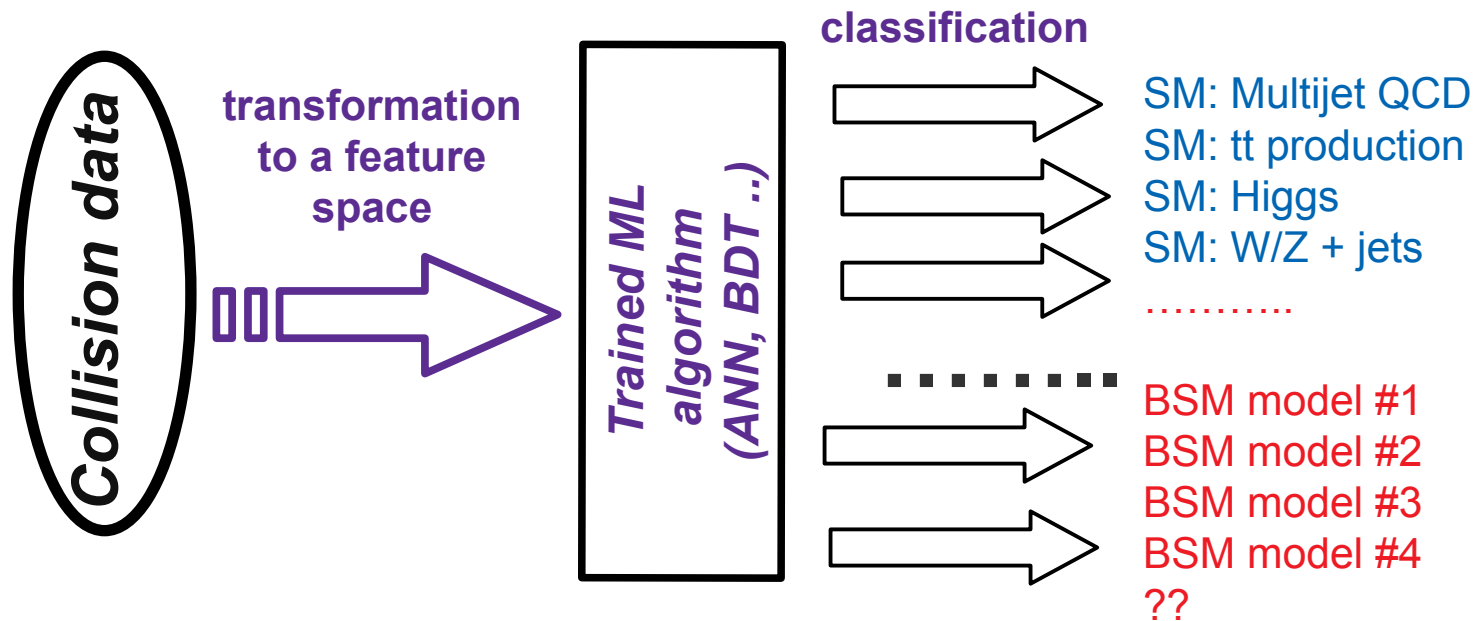 Collision data
transformation
to a feature
space
Trained ML
algorithm
(ANN, BDT ..)
classification
SM: Multijet QCD
SM: tt production
SM: Higgs
SM: W/Z + jets
...........
BSM model #1
BSM model #2
BSM model #3
BSM model #4
??